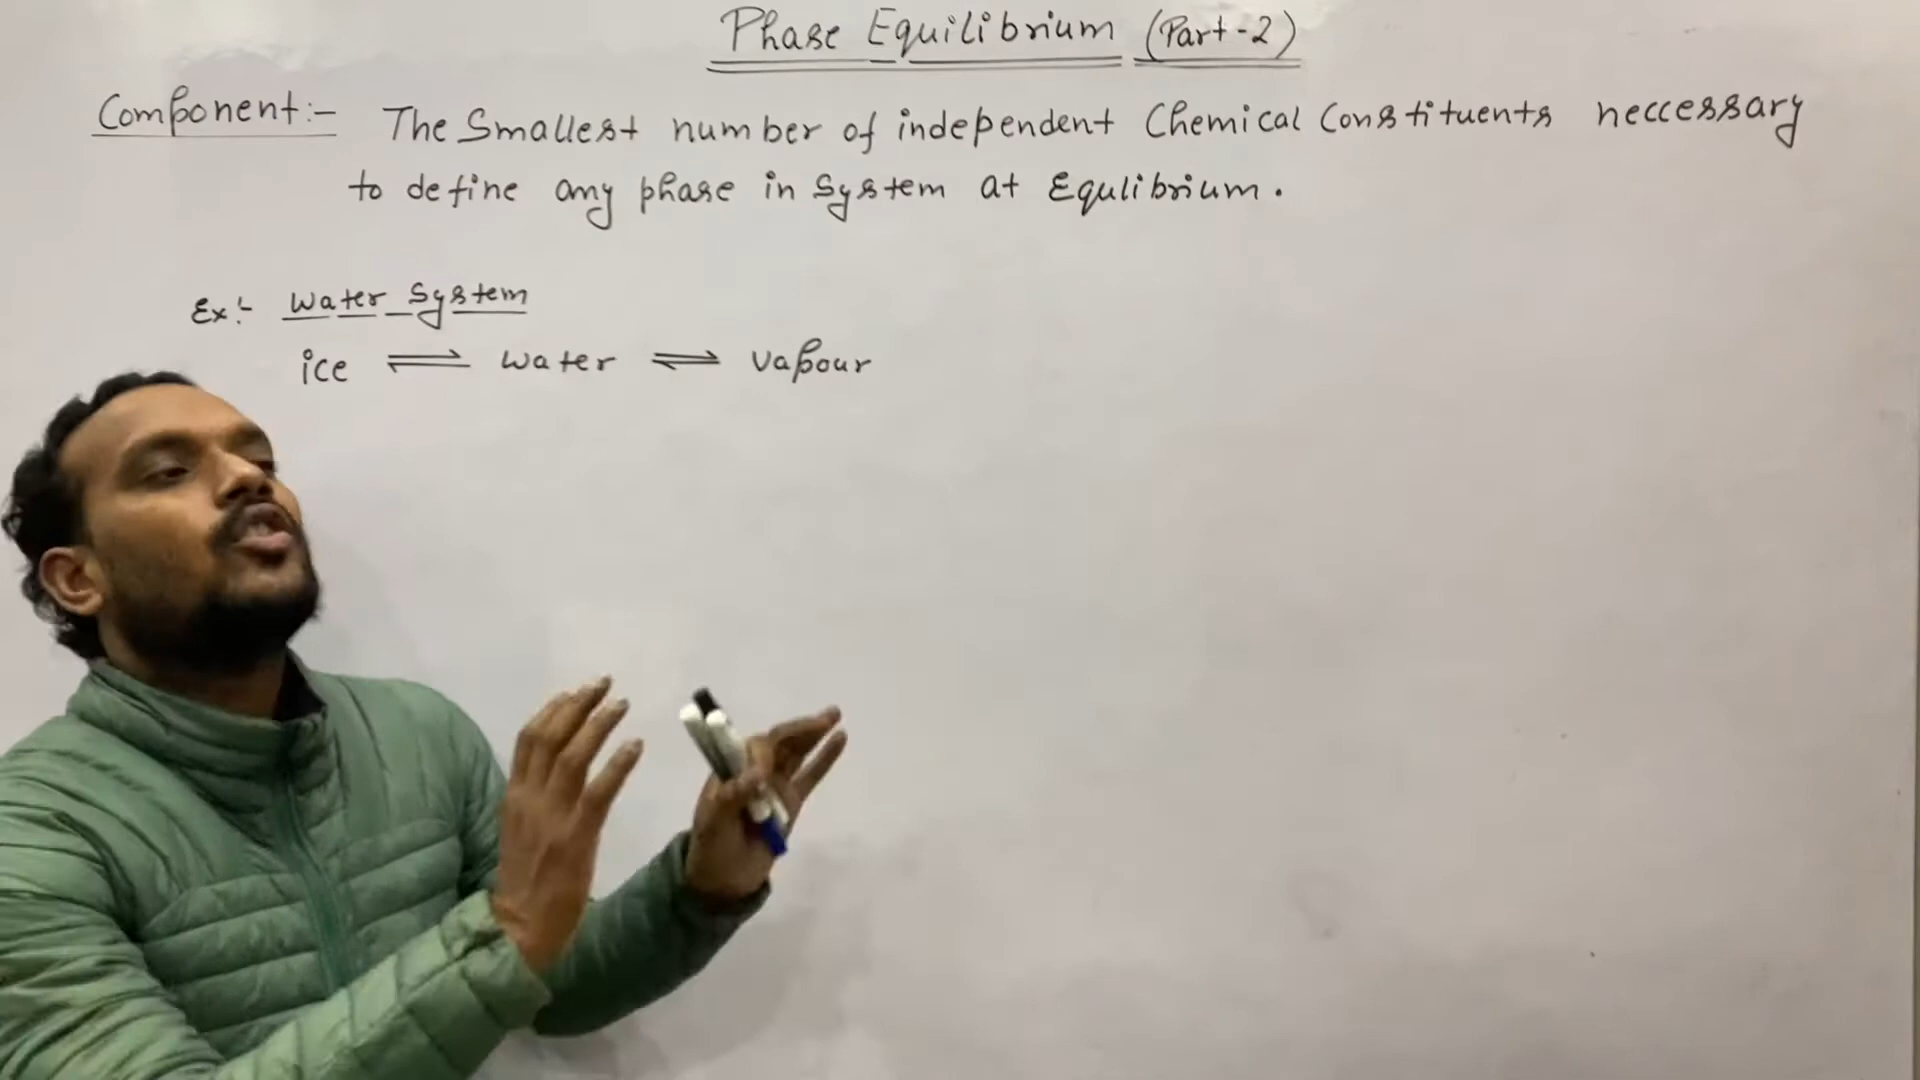 Phase Equilibrium (Part-2)
Component:- The Smallest number of independent Chemical Constituents neccessary
to define any phase in System at Equlibrium.
Ex:- Water System
ice ⇌ water ⇌ vapour